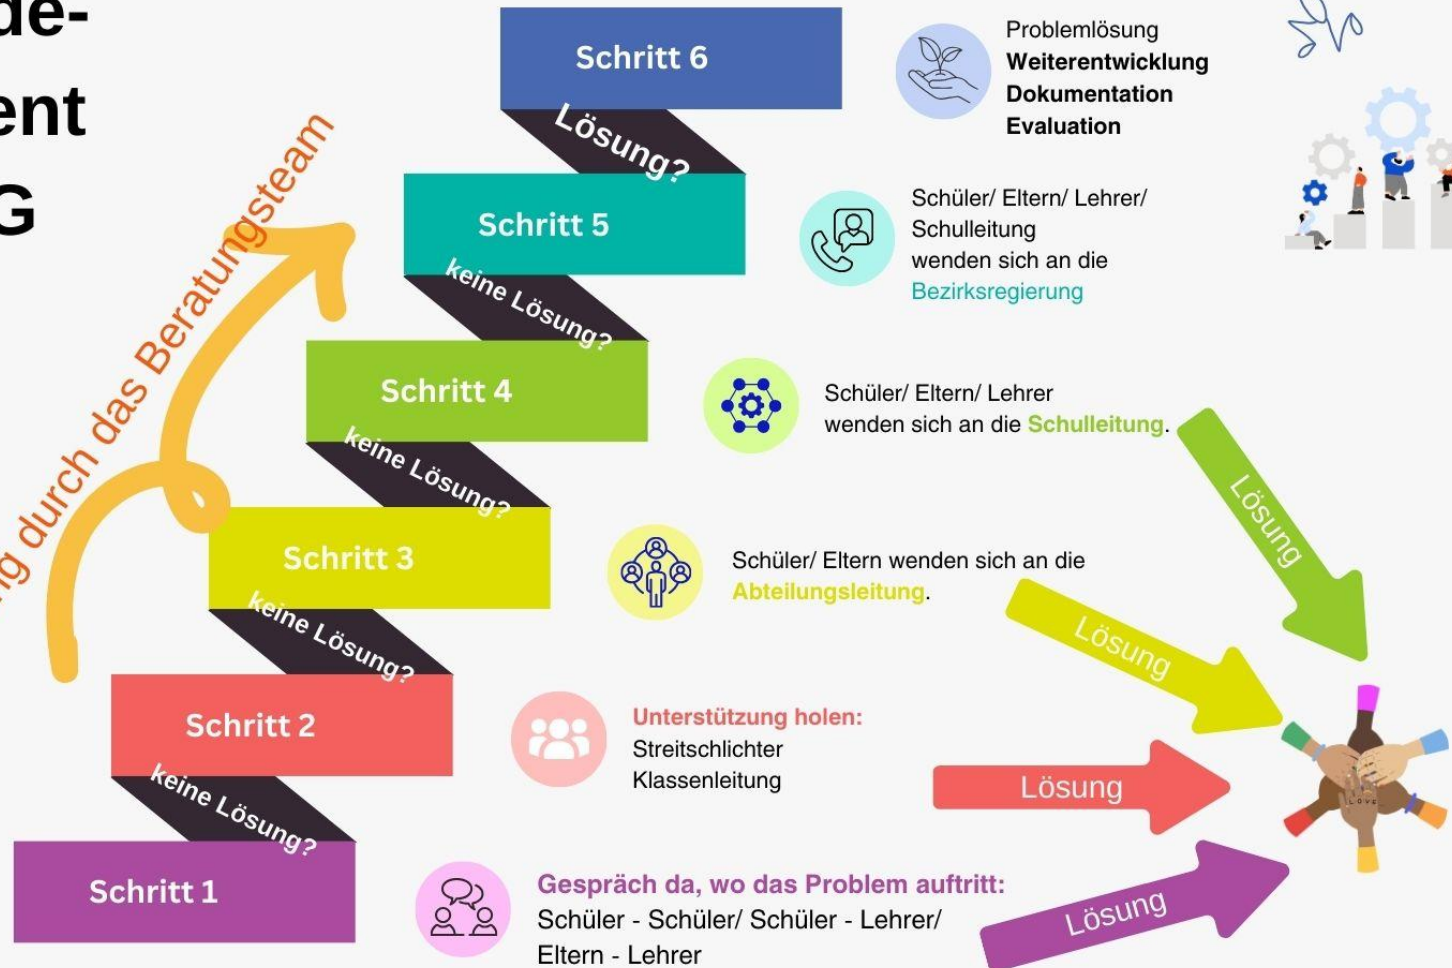 Schritt 6
Problemlösung
Weiterentwicklung
Dokumentation
Evaluation
Lösung?
Schritt 5
Schüler/ Eltern/ Lehrer/
Schulleitung
wenden sich an die
Bezirksregierung
keine Lösung?
Schritt 4
Schüler/ Eltern/ Lehrer
wenden sich an die Schulleitung.
keine Lösung?
Schritt 3
Schüler/ Eltern wenden sich an die
Abteilungsleitung.
keine Lösung?
Schritt 2
Unterstützung holen:
Streitschlichter
Klassenleitung
keine Lösung?
Schritt 1
Gespräch da, wo das Problem auftritt:
Schüler - Schüler/ Schüler - Lehrer/
Eltern - Lehrer
durch das Beratungsteam
Lösung
Lösung
Lösung
Lösung
LOVE